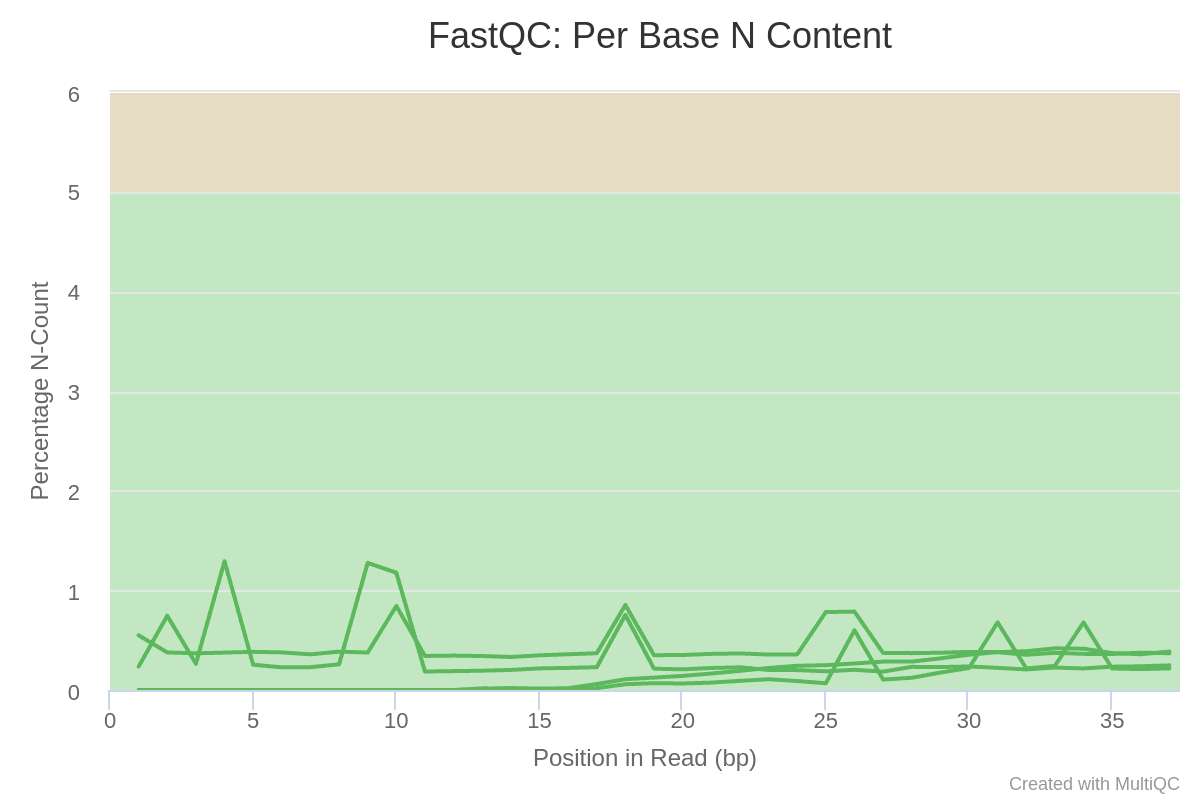 FastQC: Per Base N Content
6
5
4
3
2
1
0
Percentage N-Count
0 5 10 15 20 25 30 35
Position in Read (bp)
Created with MultiQC